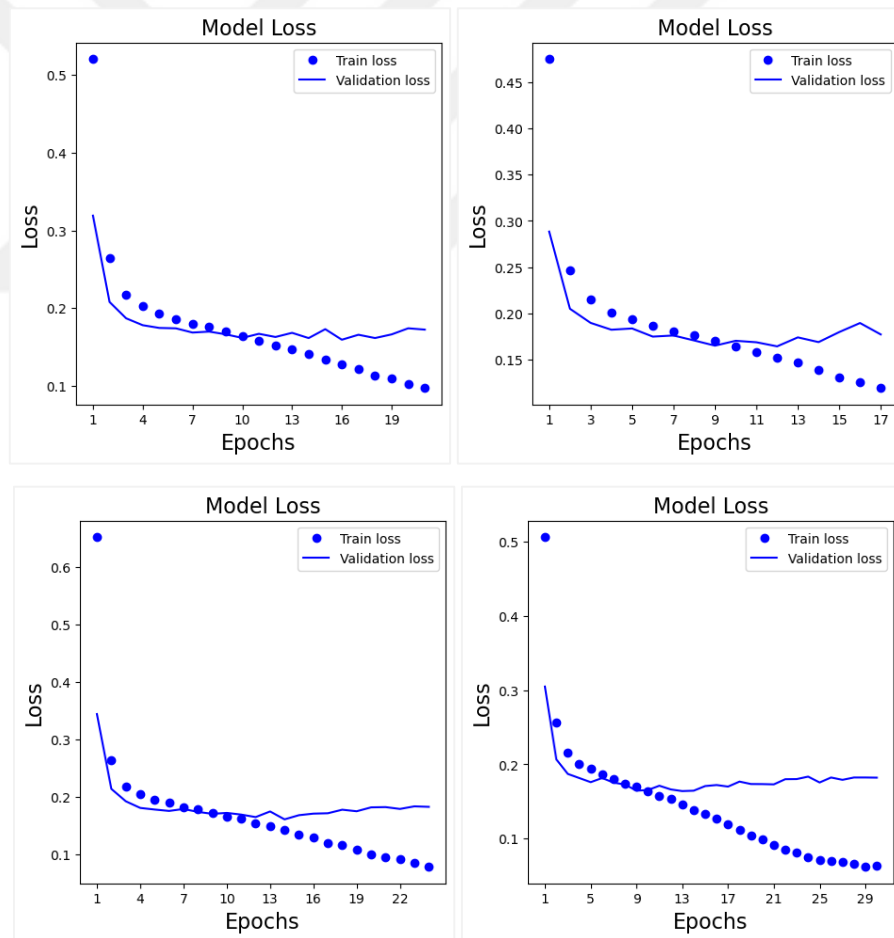 Model Loss
Train loss
Validation loss
0.5
0.4
0.3
0.2
0.1
Loss
1 4 7 10 13 16 19
Epochs
Model Loss
Train loss
Validation loss
0.45
0.40
0.35
0.30
0.25
0.20
0.15
Loss
1 3 5 7 9 11 13 15 17
Epochs
Model Loss
Train loss
Validation loss
0.6
0.5
0.4
0.3
0.2
0.1
Loss
1 4 7 10 13 16 19 22
Epochs
Model Loss
Train loss
Validation loss
0.5
0.4
0.3
0.2
0.1
Loss
1 5 9 13 17 21 25 29
Epochs